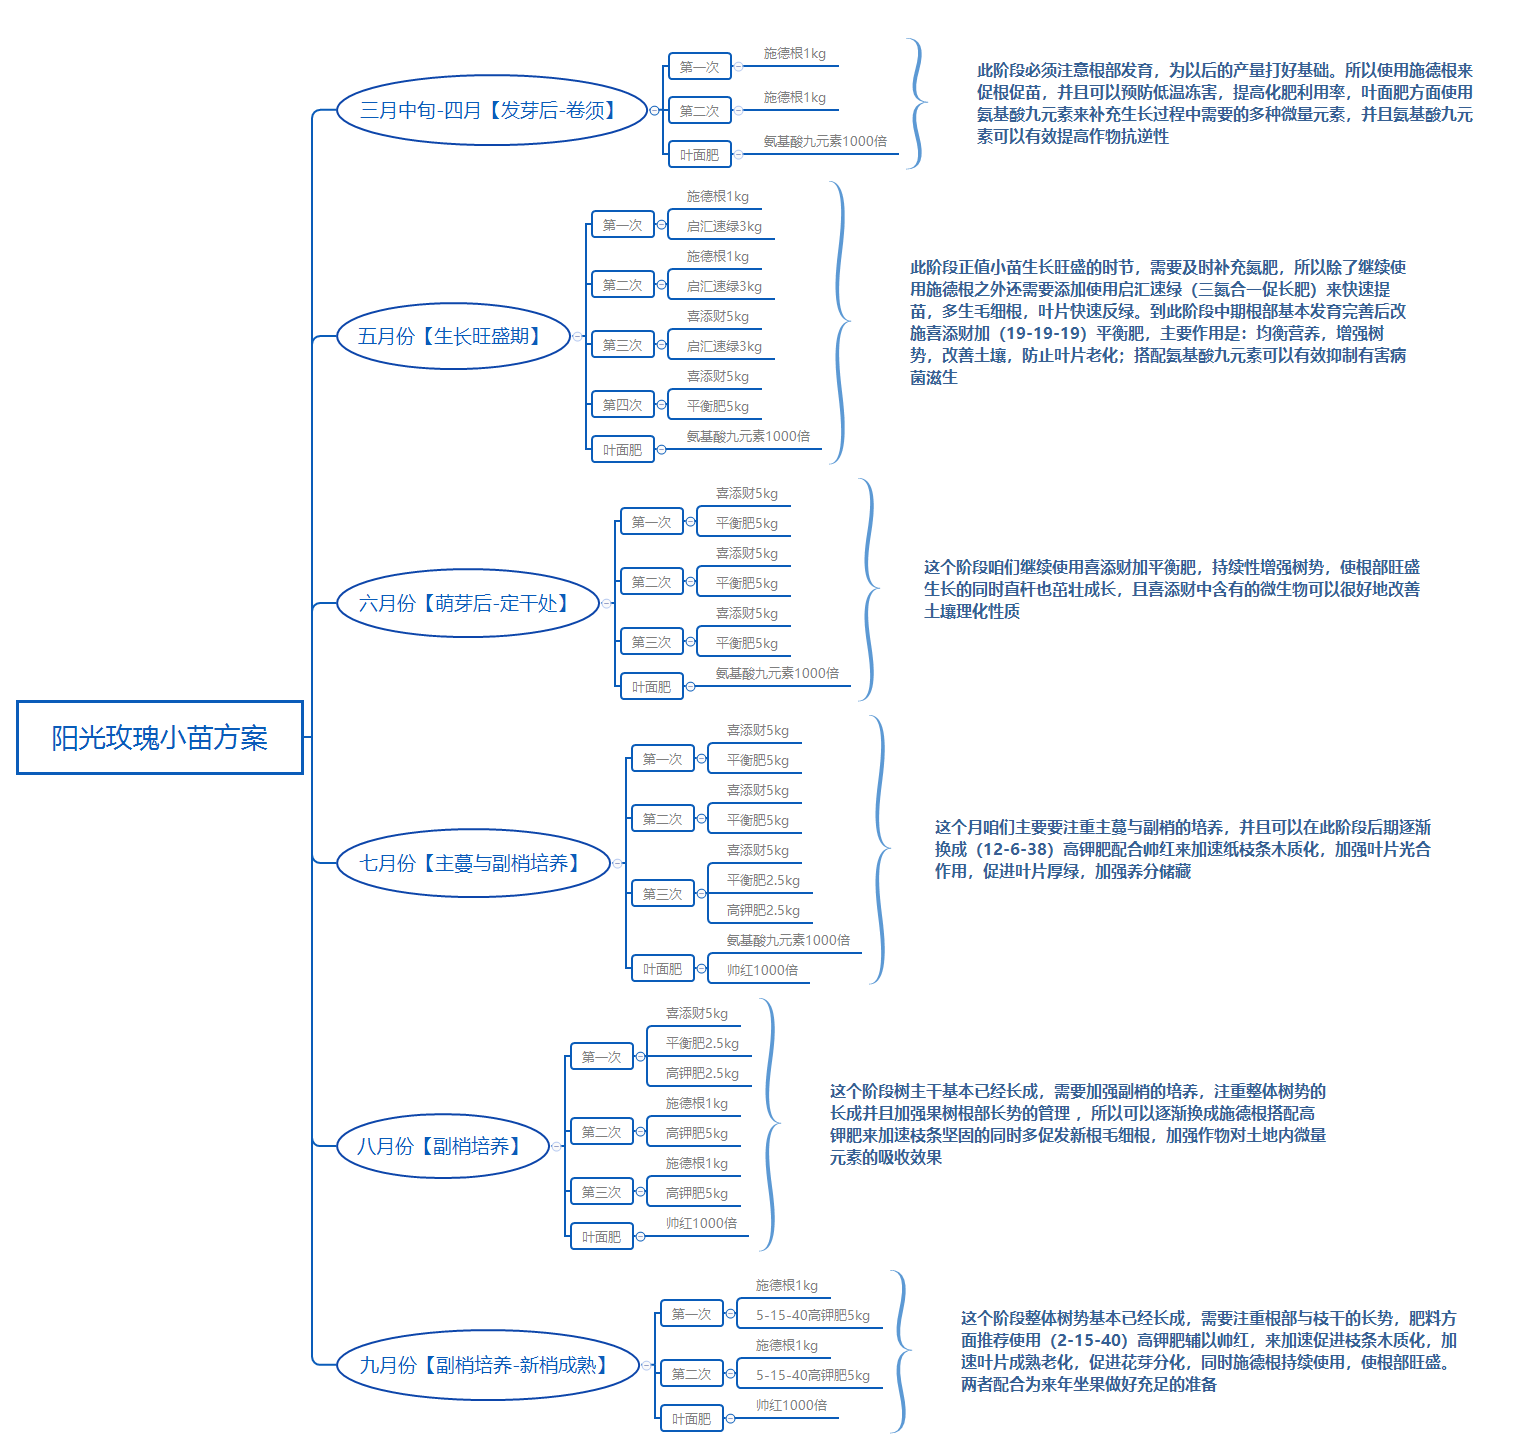 阳光玫瑰小苗方案
三月中旬-四月【发芽后-卷须】
第一次
施德根1kg
第二次
施德根1kg
叶面肥
氨基酸九元素1000倍
此阶段必须注意根部发育，为以后的产量打好基础。所以使用施德根来
促根促苗，并且可以预防低温冻害，提高化肥利用率，叶面肥方面使用
氨基酸九元素来补充生长过程中需要的多种微量元素，并且氨基酸九元
素可以有效提高作物抗逆性
五月份【生长旺盛期】
第一次
施德根1kg
启汇速绿3kg
第二次
施德根1kg
启汇速绿3kg
第三次
喜添财5kg
启汇速绿3kg
第四次
喜添财5kg
平衡肥5kg
叶面肥
氨基酸九元素1000倍
此阶段正值小苗生长旺盛的时节，需要及时补充氮肥，所以除了继续使
用施德根之外还需要添加使用启汇速绿（三氮合一促长肥）来快速提
苗，多生毛细根，叶片快速反绿。到此阶段中期根部基本发育完善后改
施喜添财加（19-19-19）平衡肥，主要作用是：均衡营养，增强树
势，改善土壤，防止叶片老化；搭配氨基酸九元素可以有效抑制有害病
菌滋生
六月份【萌芽后-定干处】
第一次
喜添财5kg
平衡肥5kg
第二次
喜添财5kg
平衡肥5kg
第三次
喜添财5kg
平衡肥5kg
叶面肥
氨基酸九元素1000倍
这个阶段咱们继续使用喜添财加平衡肥，持续性增强树势，使根部旺盛
生长的同时直杆也茁壮成长，且喜添财中含有的微生物可以很好地改善
土壤理化性质
七月份【主蔓与副梢培养】
第一次
喜添财5kg
平衡肥5kg
第二次
喜添财5kg
平衡肥5kg
第三次
喜添财5kg
平衡肥2.5kg
高钾肥2.5kg
叶面肥
氨基酸九元素1000倍
帅红1000倍
这个月咱们主要要注重主蔓与副梢的培养，并且可以在此阶段后期逐渐
换成（12-6-38）高钾肥配合帅红来加速纸枝条木质化，加强叶片光合
作用，促进叶片厚绿，加强养分储藏
八月份【副梢培养】
第一次
喜添财5kg
平衡肥2.5kg
高钾肥2.5kg
第二次
施德根1kg
高钾肥5kg
第三次
施德根1kg
高钾肥5kg
叶面肥
帅红1000倍
这个阶段树主干基本已经长成，需要加强副梢的培养，注重整体树势的
长成并且加强果树根部长势的管理 ，所以可以逐渐换成施德根搭配高
钾肥来加速枝条坚固的同时多促发新根毛细根，加强作物对土地内微量
元素的吸收效果
九月份【副梢培养-新梢成熟】
第一次
施德根1kg
5-15-40高钾肥5kg
第二次
施德根1kg
5-15-40高钾肥5kg
叶面肥
帅红1000倍
这个阶段整体树势基本已经长成，需要注重根部与枝干的长势，肥料方
面推荐使用（2-15-40）高钾肥辅以帅红，来加速促进枝条木质化，加
速叶片成熟老化，促进花芽分化，同时施德根持续使用，使根部旺盛。
两者配合为来年坐果做好充足的准备